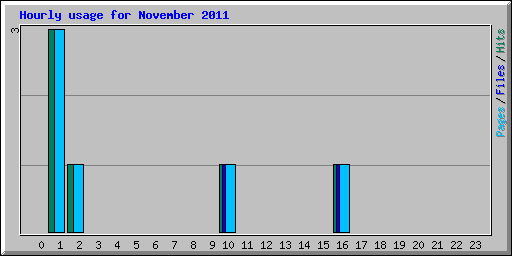 Hourly usage for November 2011
3
Pages/Files/Hits
0 1 2 3 4 5 6 7 8 9 10 11 12 13 14 15 16 17 18 19 20 21 22 23